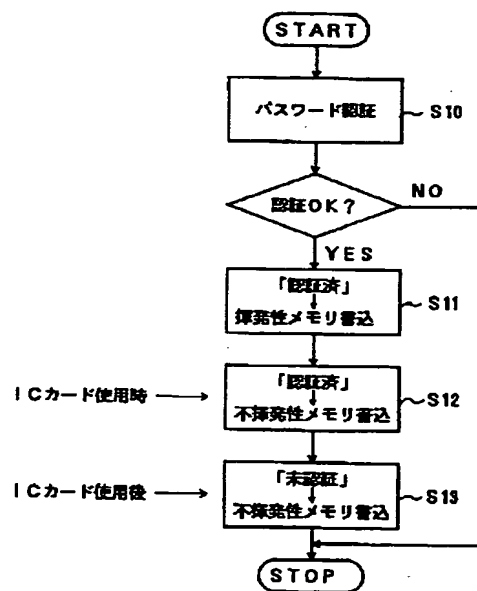 START
パスワード認証
S10
認証OK?
NO
YES
「認証済」
揮発性メモリ書込
S11
ICカード使用時
「認証済」
不揮発性メモリ書込
S12
ICカード使用後
「未認証」
不揮発性メモリ書込
S13
STOP